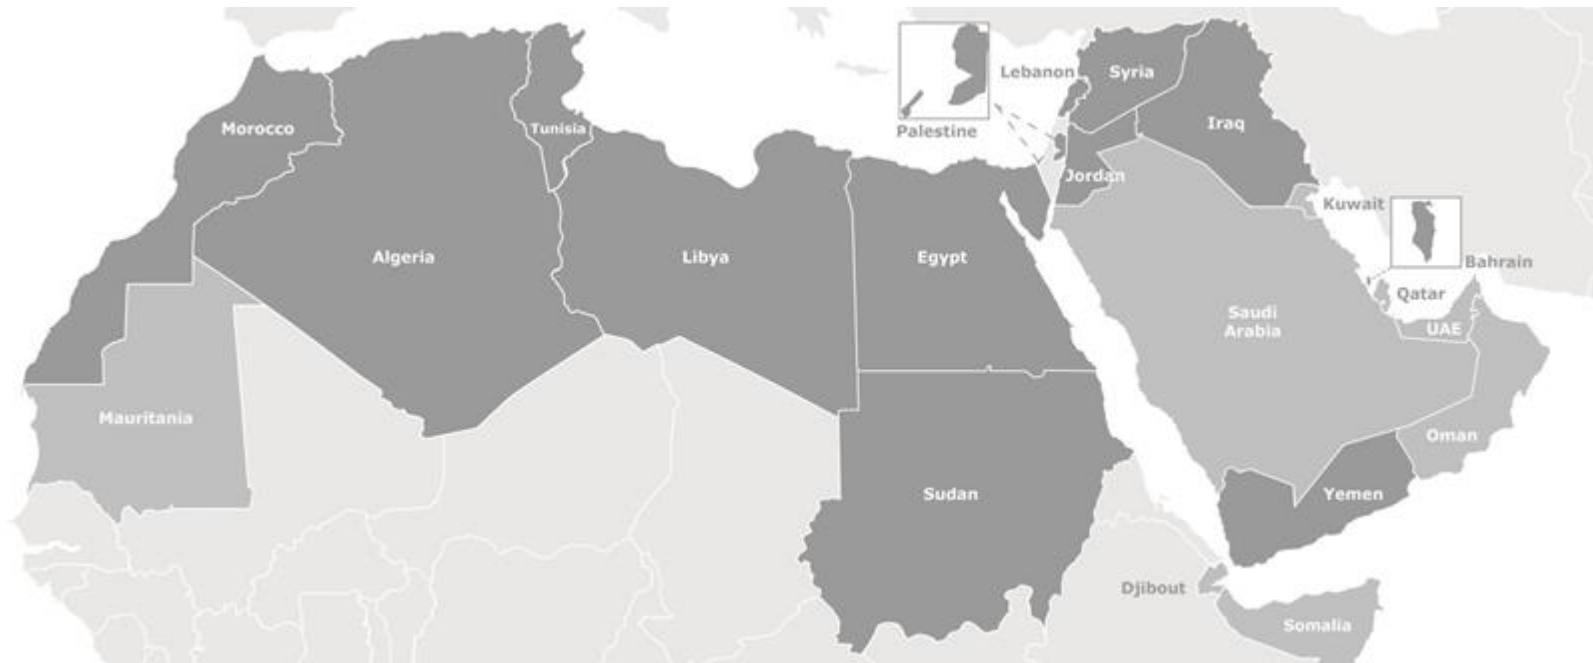 Lebanon
Syria
Morocco
Tunisia
Palestine
Iraq
Jordan
Kuwait
Algeria
Libya
Egypt
Bahrain
Qatar
Saudi
Arabia
UAE
Mauritania
Oman
Sudan
Yemen
Djibout
Somalia